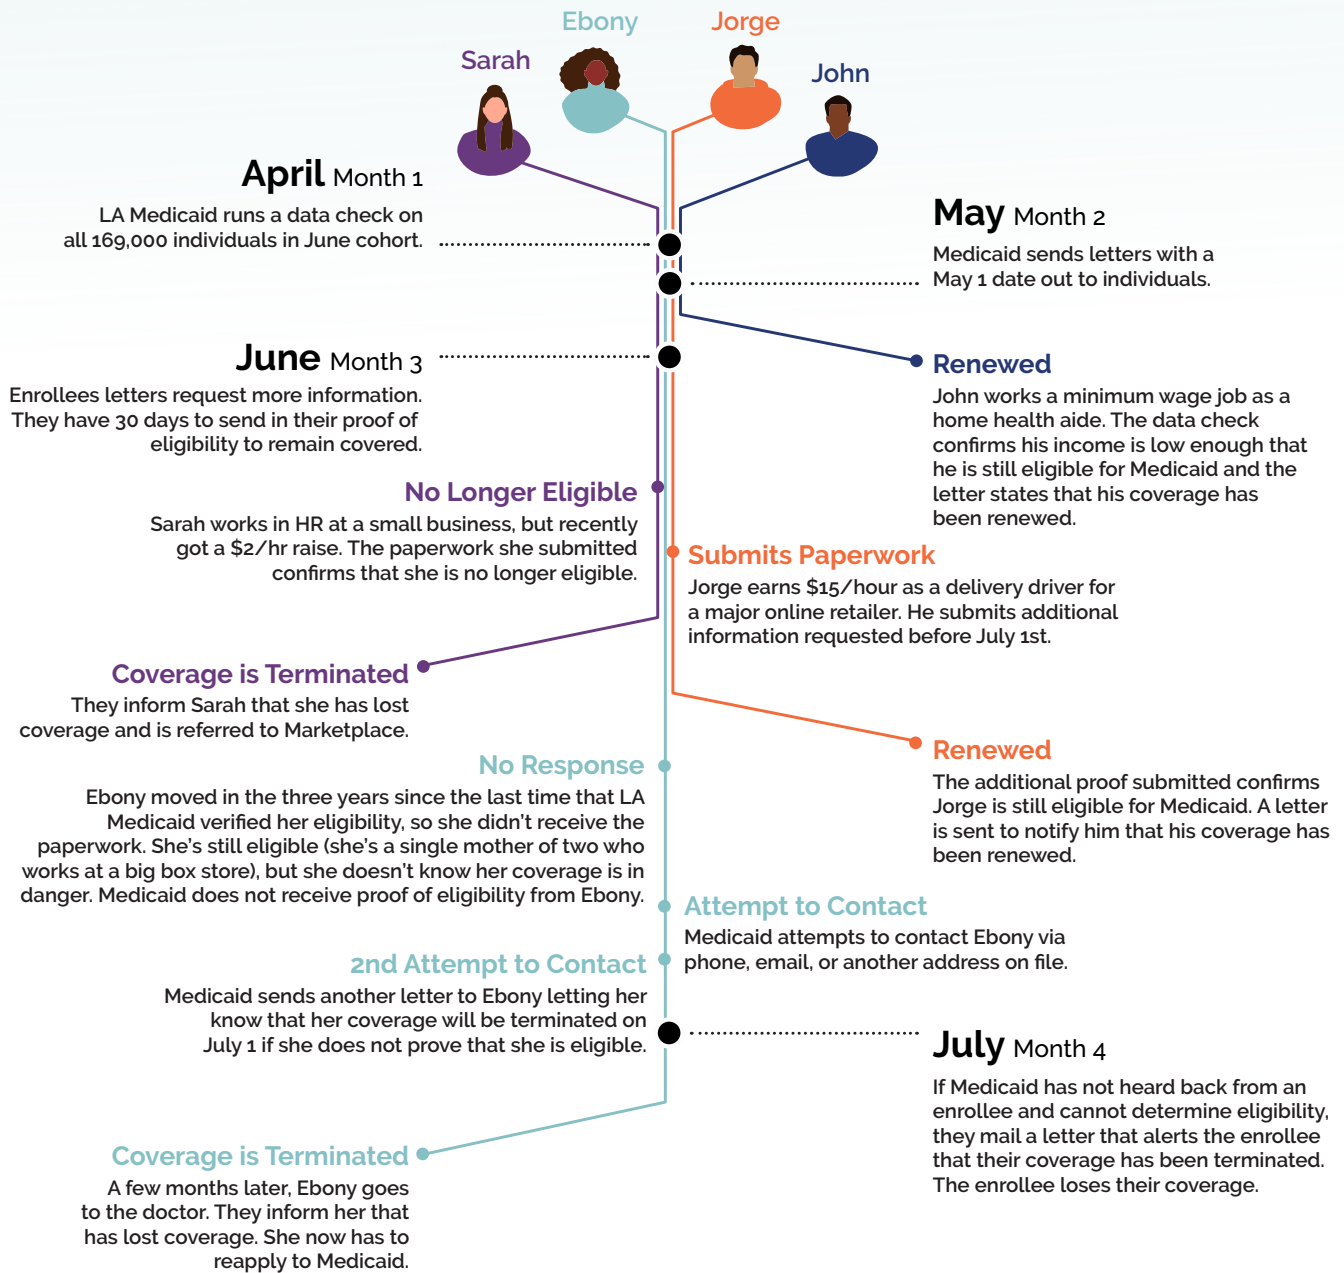 Ebony
Jorge
Sarah
John
April Month 1
LA Medicaid runs a data check on
all 169,000 individuals in June cohort.
May Month 2
Medicaid sends letters with a
May 1 date out to individuals.
June Month 3
Enrollees letters request more information.
They have 30 days to send in their proof of
eligibility to remain covered.
Renewed
John works a minimum wage job as a
home health aide. The data check
confirms his income is low enough that
he is still eligible for Medicaid and the
letter states that his coverage has
been renewed.
No Longer Eligible
Sarah works in HR at a small business, but recently
got a $2/hr raise. The paperwork she submitted
confirms that she is no longer eligible.
Submits Paperwork
Jorge earns $15/hour as a delivery driver for
a major online retailer. He submits additional
information requested before July 1st.
Coverage is Terminated
They inform Sarah that she has lost
coverage and is referred to Marketplace.
Renewed
The additional proof submitted confirms
Jorge is still eligible for Medicaid. A letter
is sent to notify him that his coverage has
been renewed.
No Response
Ebony moved in the three years since the last time that LA
Medicaid verified her eligibility, so she didn’t receive the
paperwork. She’s still eligible (she’s a single mother of two who
works at a big box store), but she doesn’t know her coverage is in
danger. Medicaid does not receive proof of eligibility from Ebony.
Attempt to Contact
Medicaid attempts to contact Ebony via
phone, email, or another address on file.
2nd Attempt to Contact
Medicaid sends another letter to Ebony letting her
know that her coverage will be terminated on
July 1 if she does not prove that she is eligible.
July Month 4
If Medicaid has not heard back from an
enrollee and cannot determine eligibility,
they mail a letter that alerts the enrollee
that their coverage has been terminated.
The enrollee loses their coverage.
Coverage is Terminated
A few months later, Ebony goes
to the doctor. They inform her that
has lost coverage. She now has to
reapply to Medicaid.